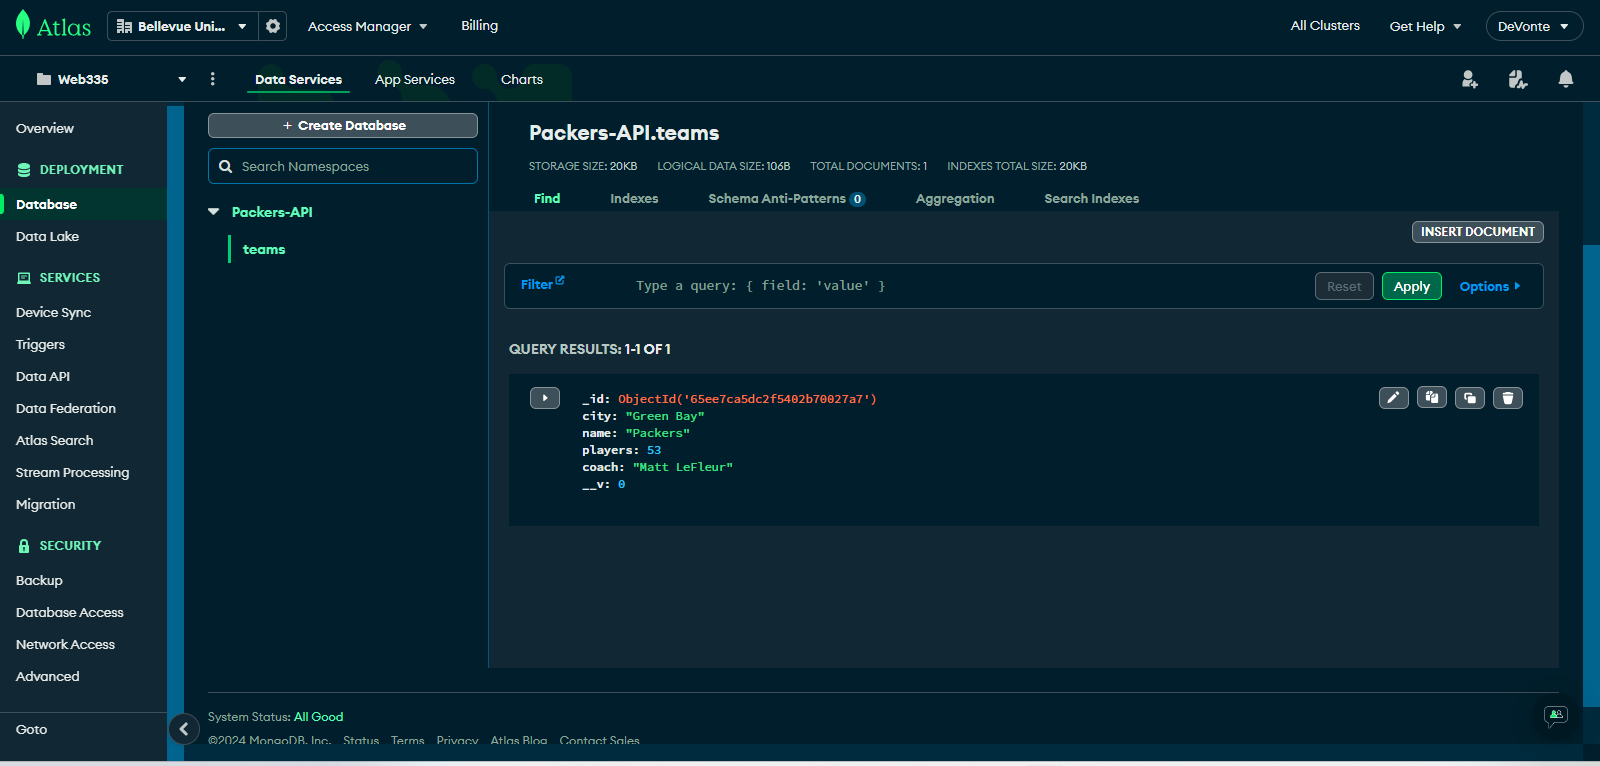 Atlas
Bellevue Uni...
Access Manager
Billing
All Clusters
Get Help
DeVonte
Web335
Data Services
App Services
Charts
Overview
DEPLOYMENT
Database
Data Lake
SERVICES
Device Sync
Triggers
Data API
Data Federation
Atlas Search
Stream Processing
Migration
SECURITY
Backup
Database Access
Network Access
Advanced
Goto
+ Create Database
Search Namespaces
Packers-API
teams
Packers-API.teams
STORAGE SIZE: 20KB LOGICAL DATA SIZE: 106B TOTAL DOCUMENTS: 1 INDEXES TOTAL SIZE: 20KB
Find Indexes Schema Anti-Patterns 0 Aggregation Search Indexes
INSERT DOCUMENT
Filter Type a query: { field: 'value' } Reset Apply Options
QUERY RESULTS: 1-1 OF 1
_id: ObjectId('65ee7ca5dc2f5402b70027a7')
city: "Green Bay"
name: "Packers"
players: 53
coach: "Matt LeFleur"
__v: 0
System Status: All Good
©2024 MongoDB, Inc. Status Terms Privacy Atlas Blog Contact Sales